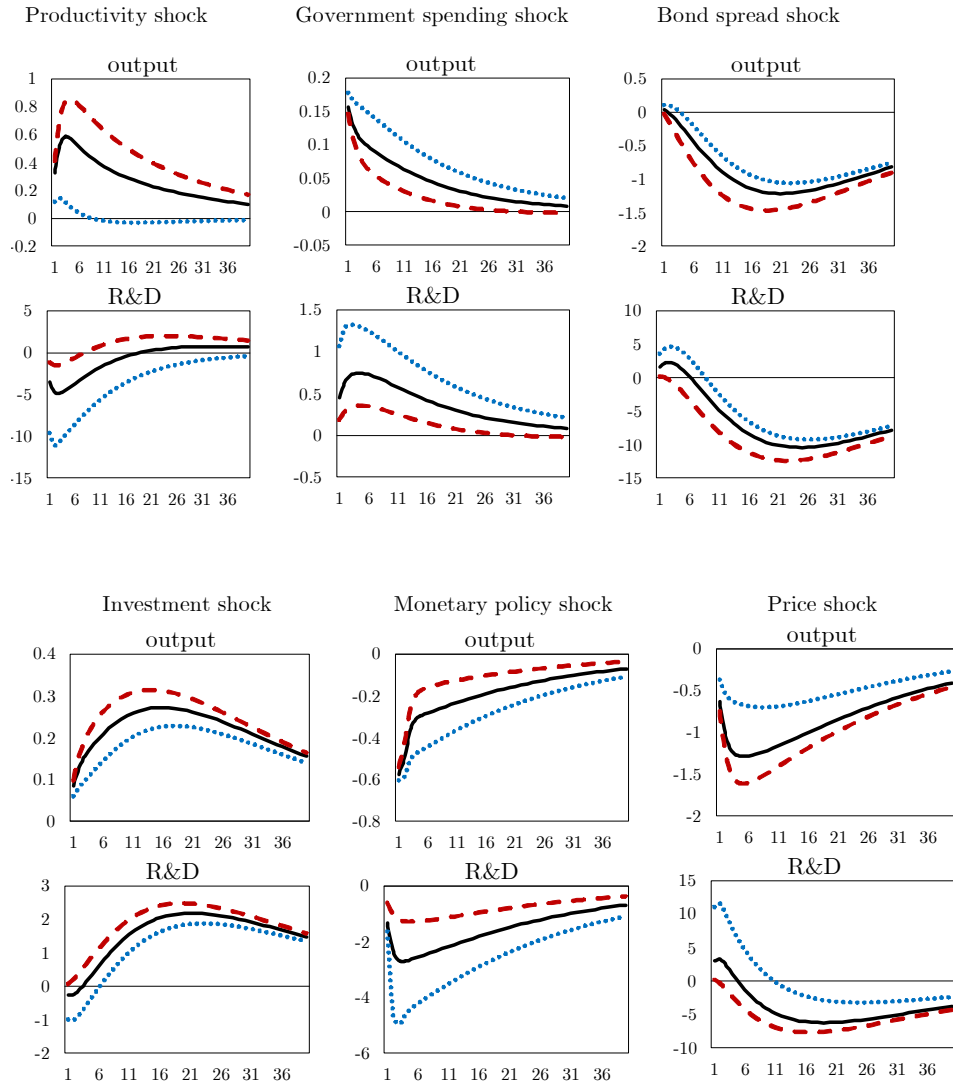 Productivity shock
Government spending shock
Bond spread shock
output
output
output
1
0.8
0.6
0.4
0.2
0
-0.2
1 6 11 16 21 26 31 36
0.2
0.15
0.1
0.05
0
-0.05
1 6 11 16 21 26 31 36
0.5
0
-0.5
-1
-1.5
-2
1 6 11 16 21 26 31 36
R&D
R&D
R&D
5
0
-5
-10
-15
1 6 11 16 21 26 31 36
1.5
1
0.5
0
-0.5
1 6 11 16 21 26 31 36
10
5
0
-5
-10
-15
1 6 11 16 21 26 31 36
Investment shock
Monetary policy shock
Price shock
output
output
output
0.4
0.3
0.2
0.1
0
1 6 11 16 21 26 31 36
0
-0.2
-0.4
-0.6
-0.8
1 6 11 16 21 26 31 36
0
-0.5
-1
-1.5
-2
1 6 11 16 21 26 31 36
R&D
R&D
R&D
3
2
1
0
-1
-2
1 6 11 16 21 26 31 36
0
-2
-4
-6
1 6 11 16 21 26 31 36
15
10
5
0
-5
-10
1 6 11 16 21 26 31 36